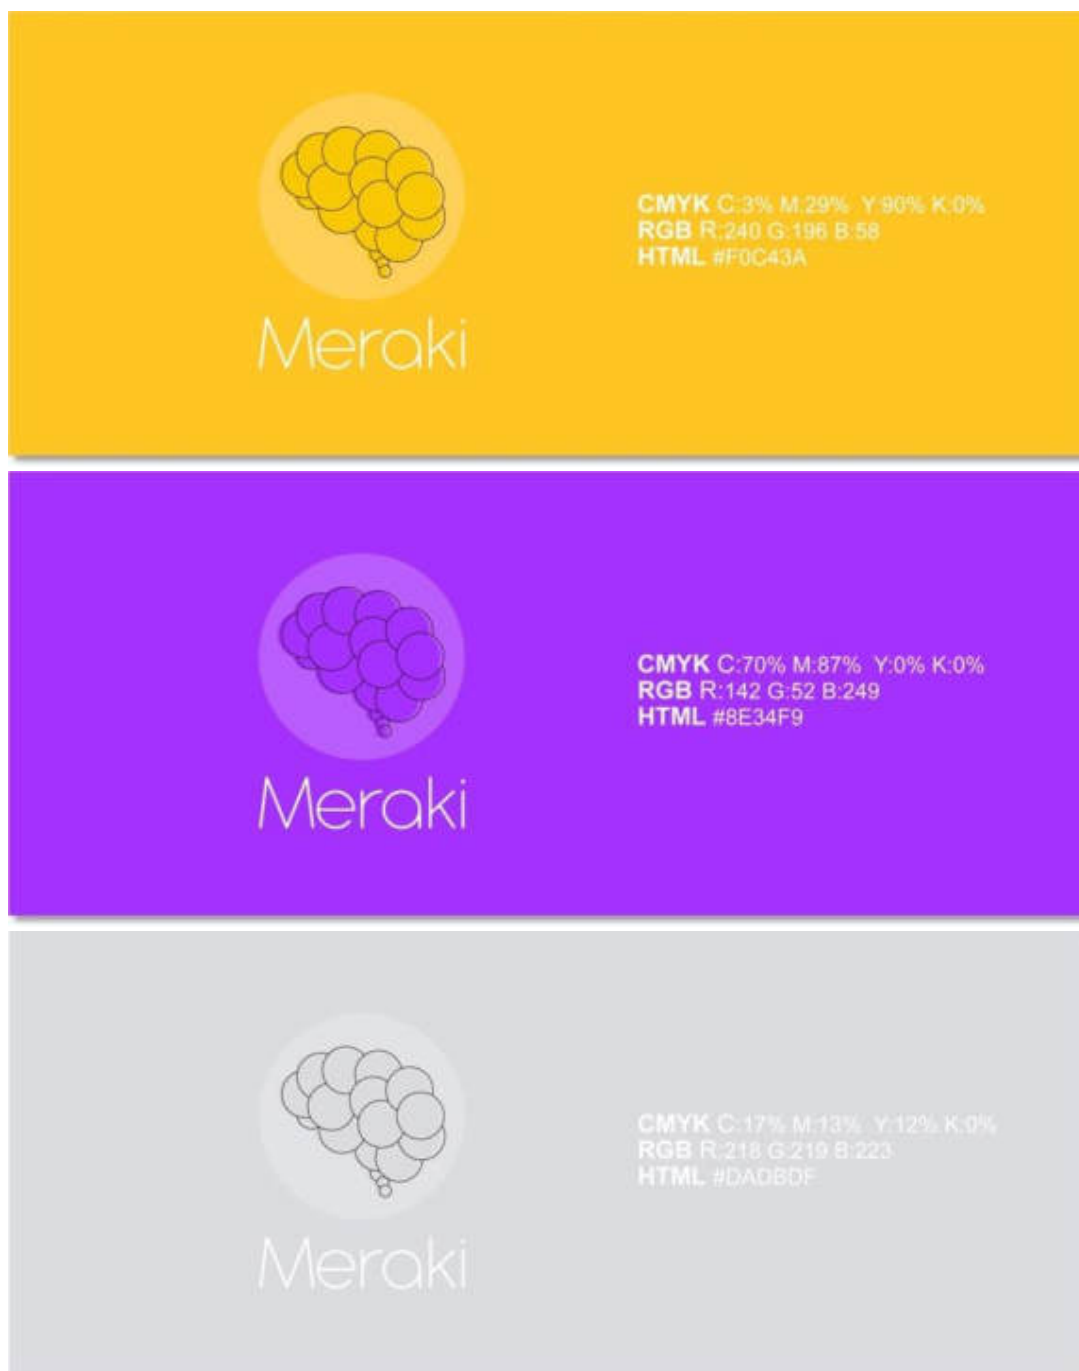 CMYK C:3% M:29% Y:90% K:0%
RGB R:240 G:196 B:58
HTML #F0C43A
Meraki
CMYK C:70% M:87% Y:0% K:0%
RGB R:142 G:52 B:249
HTML #8E34F9
Meraki
CMYK C:17% M:13% Y:12% K:0%
RGB R:218 G:219 B:223
HTML #DADBDF
Meraki